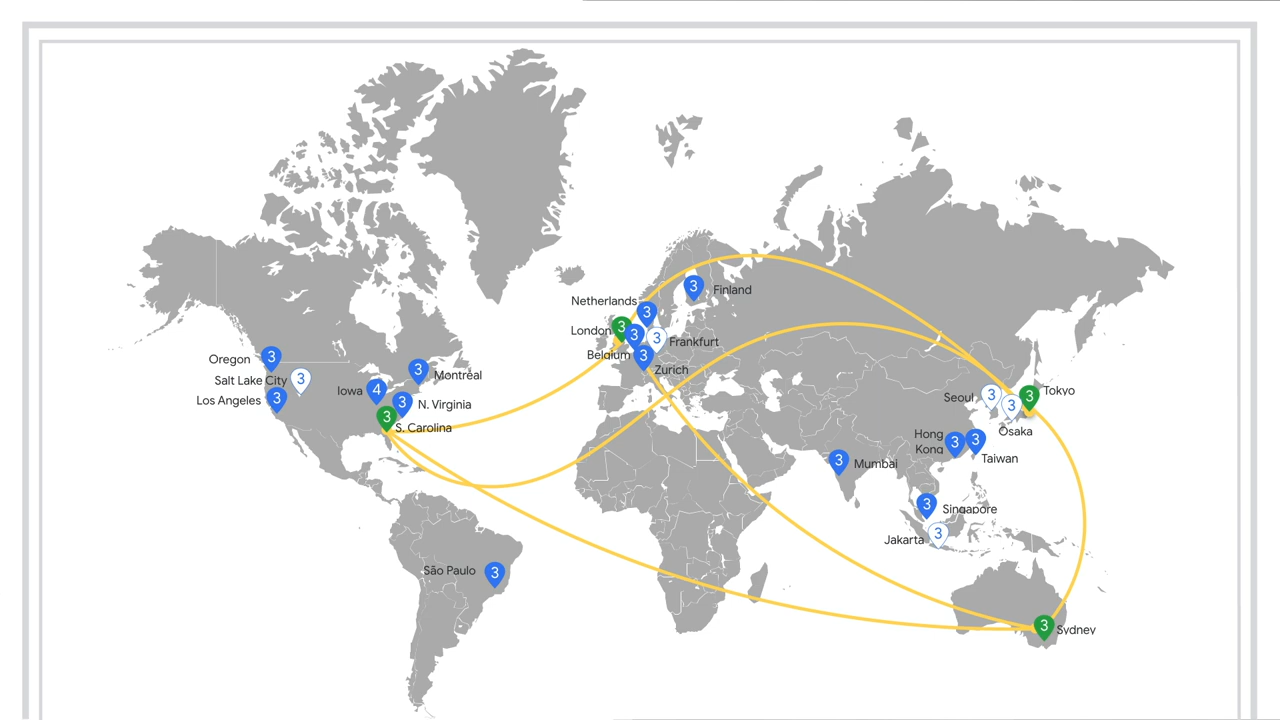 3
Finland
Netherlands
3
London
3
3
3
Frankfurt
Belgium
3
Zurich
Oregon
3
Salt Lake City
3
Los Angeles
3
Iowa
4
3
Montréal
3
N. Virginia
3
S. Carolina
Seoul
3
3
3
Tokyo
Osaka
Hong
Kong
3
3
Taiwan
3
Mumbai
3
Singapore
Jakarta
3
São Paulo
3
3
Sydney